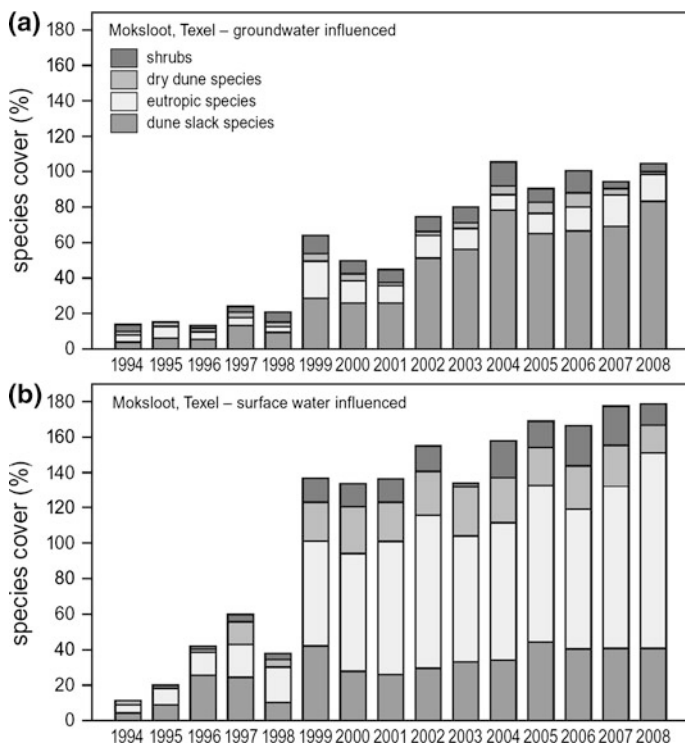 (a)
Moksloot, Texel – groundwater influenced
shrubs
dry dune species
eutropic species
dune slack species
species cover (%)
180
160
140
120
100
80
60
40
20
0
1994 1995 1996 1997 1998 1999 2000 2001 2002 2003 2004 2005 2006 2007 2008
(b)
Moksloot, Texel – surface water influenced
species cover (%)
180
160
140
120
100
80
60
40
20
0
1994 1995 1996 1997 1998 1999 2000 2001 2002 2003 2004 2005 2006 2007 2008